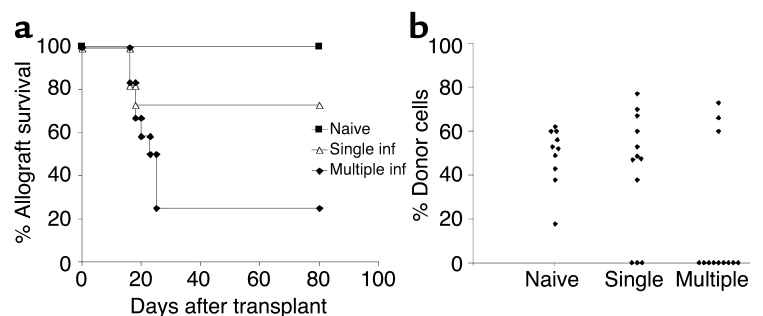 a
% Allograft survival
100
80
60
40
20
0
0 20 40 60 80 100
Days after transplant
Naive
Single inf
Multiple inf
b
% Donor cells
100
80
60
40
20
0
Naive Single Multiple